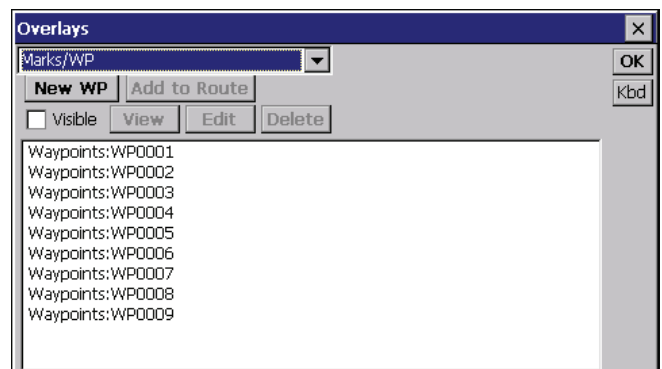 Overlays
Marks/WP
OK
New WP Add to Route
Kbd
Visible View Edit Delete
Waypoints:WP0001
Waypoints:WP0002
Waypoints:WP0003
Waypoints:WP0004
Waypoints:WP0005
Waypoints:WP0006
Waypoints:WP0007
Waypoints:WP0008
Waypoints:WP0009